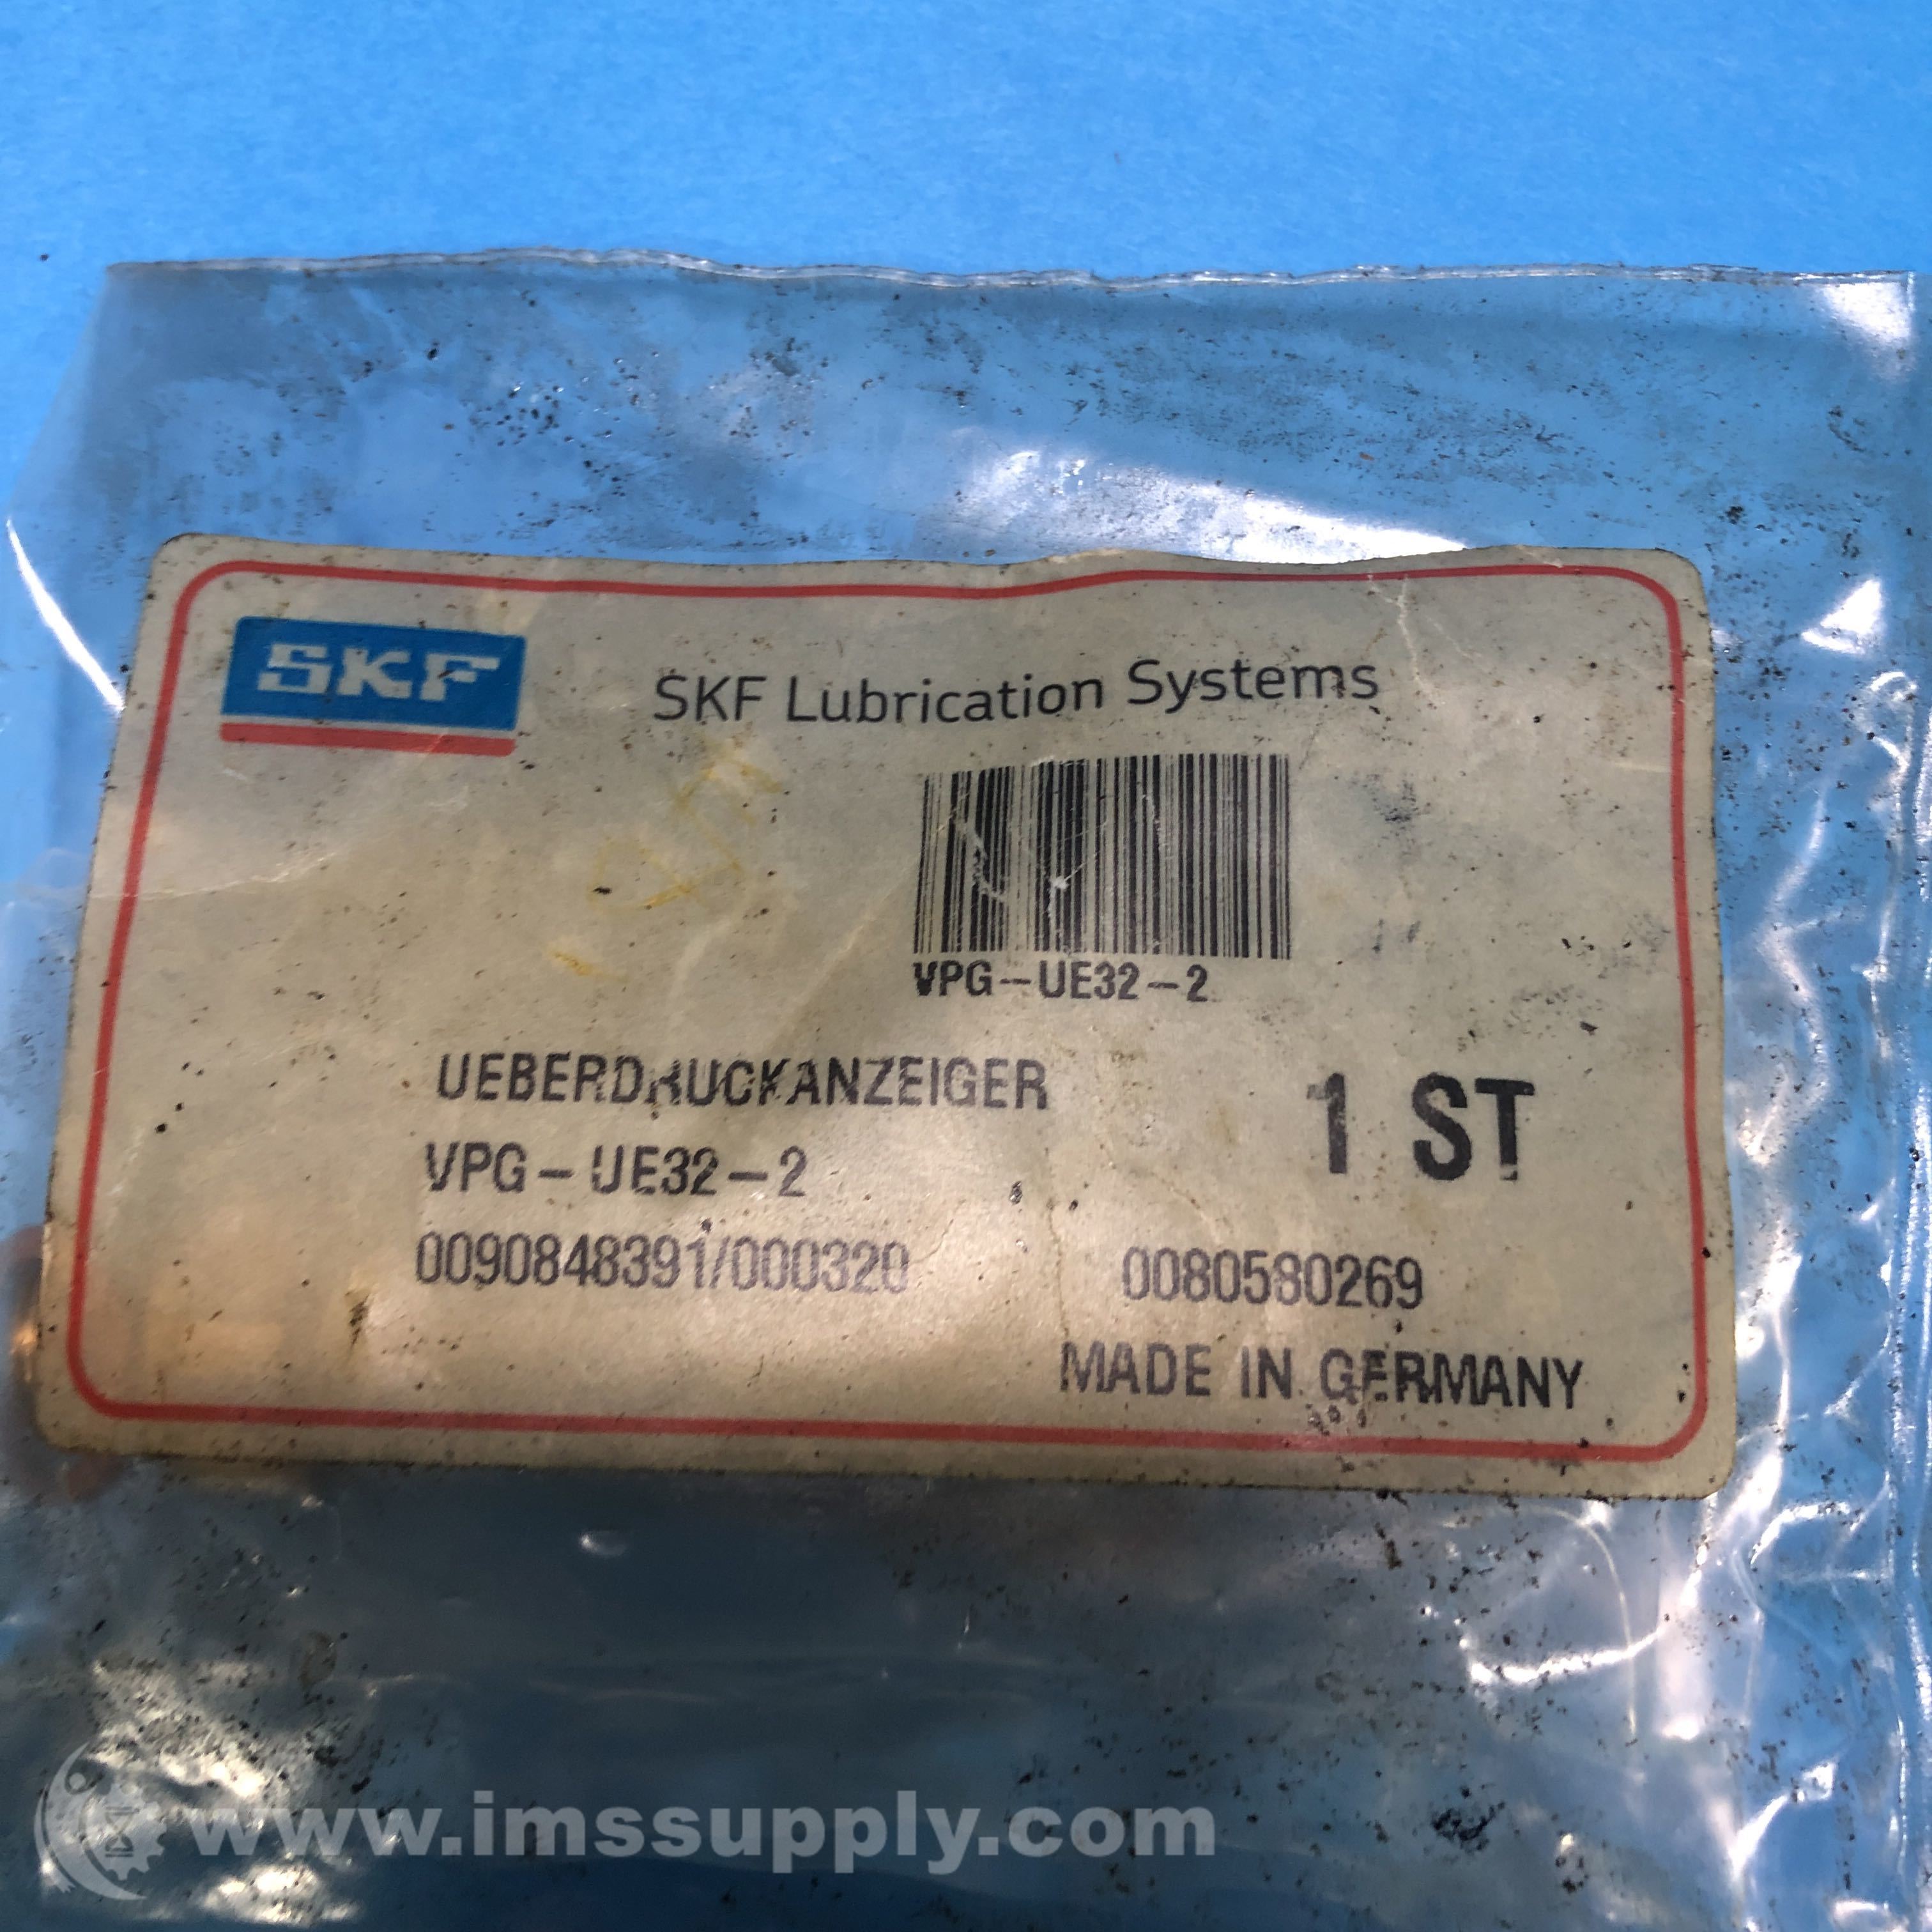 SKF
SKF Lubrication Systems
VPG-UE32-2
UEBERDRUCKANZEIGER
1 ST
VPG-UE32-2
0090848391/000320
0080580269
MADE IN GERMANY
www.imssupply.com